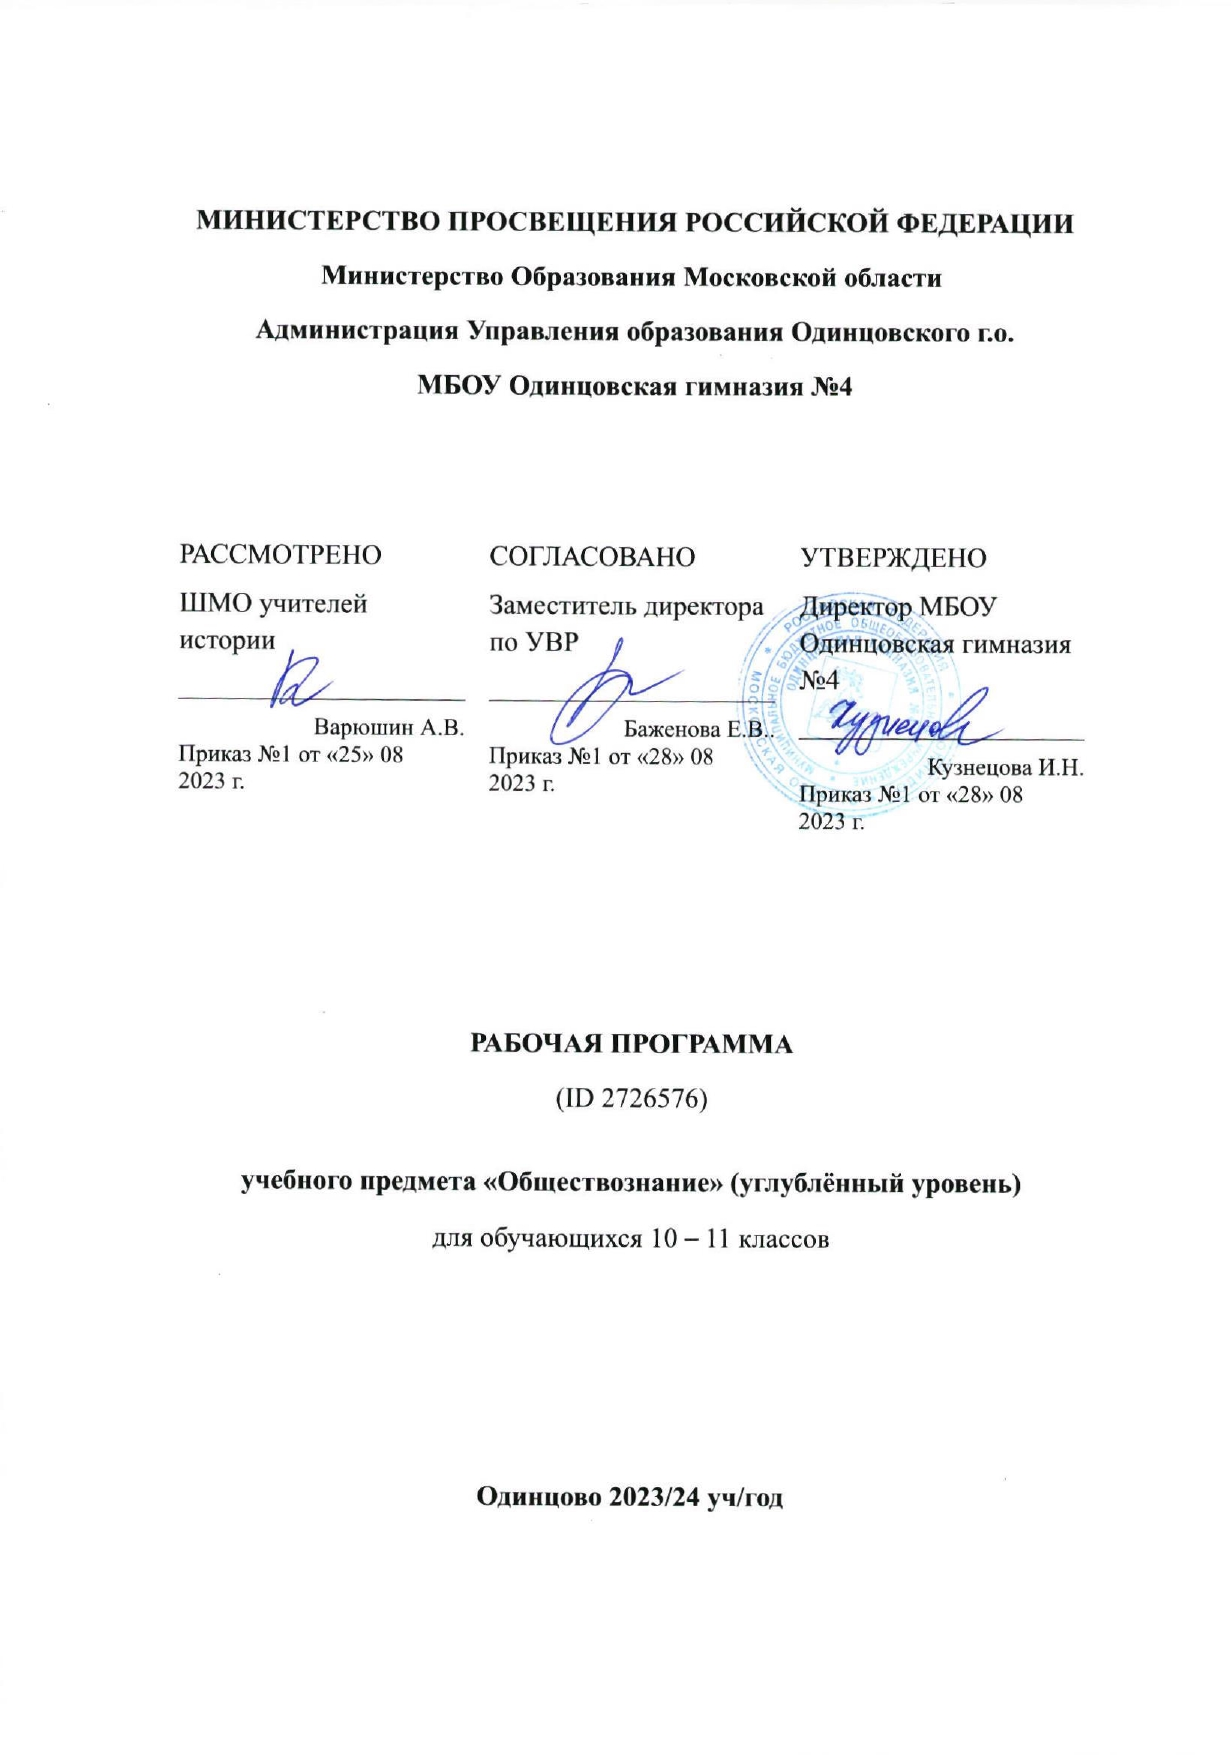 МИНИСТЕРСТВО ПРОСВЕЩЕНИЯ РОССИЙСКОЙ ФЕДЕРАЦИИ
Министерство Образования Московской области
Администрация Управления образования Одинцовского г.о.
МБОУ Одинцовская гимназия №4
РАССМОТРЕНО
ШМО учителей
истории
Варюшин А.В.
Приказ №1 от «25» 08
2023 г.
СОГЛАСОВАНО
Заместитель директора
по УВР
Баженова Е.В..
Приказ №1 от «28» 08
2023 г.
УТВЕРЖДЕНО
Директор МБОУ
Одинцовская гимназия
№4
Кузнецова И.Н.
Приказ №1 от «28» 08
2023 г.
РАБОЧАЯ ПРОГРАММА
(ID 2726576)
учебного предмета «Обществознание» (углублённый уровень)
для обучающихся 10 – 11 классов
Одинцово 2023/24 уч/год